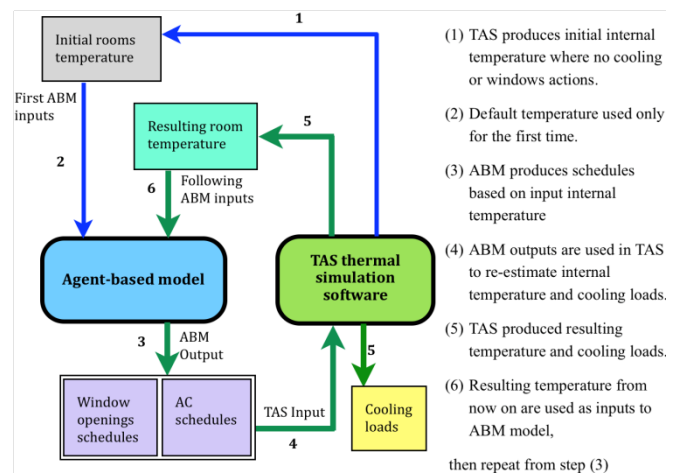 1
Initial rooms
temperature
First ABM
inputs
2
Resulting room
temperature
5
6
Following
ABM inputs
Agent-based model
TAS thermal
simulation
software
3
ABM
Output
5
Window
openings
schedules
AC
schedules
TAS Input
4
Cooling
loads
(1) TAS produces initial internal
temperature where no cooling
or windows actions.
(2) Default temperature used only
for the first time.
(3) ABM produces schedules
based on input internal
temperature
(4) ABM outputs are used in TAS
to re-estimate internal
temperature and cooling loads.
(5) TAS produced resulting
temperature and cooling loads.
(6) Resulting temperature from
now on are used as inputs to
ABM model,
then repeat from step (3)